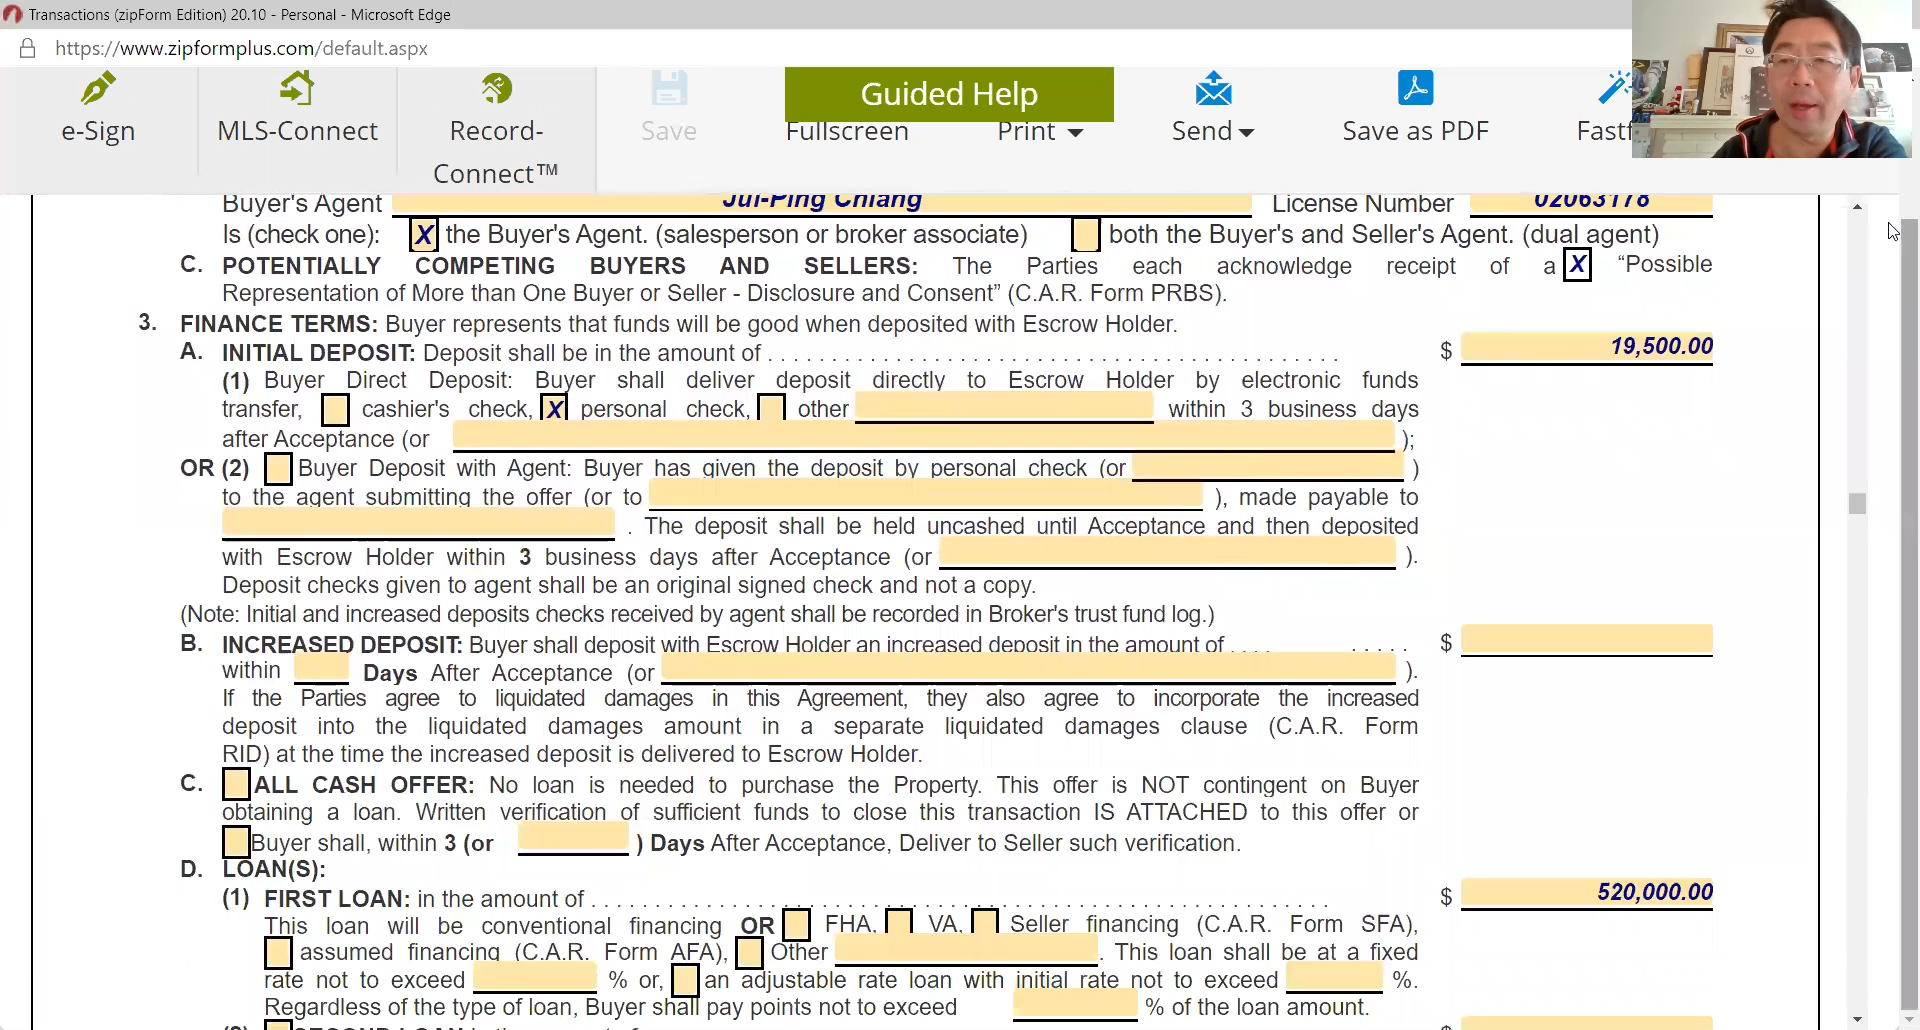 Transactions (zipForm Edition) 20.10 - Personal - Microsoft Edge
https://www.zipformplus.com/default.aspx
e-Sign MLS-Connect Record-Connect™ Save Guided Help Fullscreen Print Send Save as PDF Fastf
Buyer's Agent Jui-Ping Chiang License Number 02063178
Is (check one): X the Buyer's Agent. (salesperson or broker associate) both the Buyer's and Seller's Agent. (dual agent)
C. POTENTIALLY COMPETING BUYERS AND SELLERS: The Parties each acknowledge receipt of a X “Possible
Representation of More than One Buyer or Seller - Disclosure and Consent” (C.A.R. Form PRBS).
3. FINANCE TERMS: Buyer represents that funds will be good when deposited with Escrow Holder.
A. INITIAL DEPOSIT: Deposit shall be in the amount of . . . . . . . . . . . . . . . . . . . . . . . . . . . . . . . . . . . . . . . . . . . $ 19,500.00
(1) Buyer Direct Deposit: Buyer shall deliver deposit directly to Escrow Holder by electronic funds
transfer, cashier's check, X personal check, other within 3 business days
after Acceptance (or );
OR (2) Buyer Deposit with Agent: Buyer has given the deposit by personal check (or )
to the agent submitting the offer (or to ), made payable to
. The deposit shall be held uncashed until Acceptance and then deposited
with Escrow Holder within 3 business days after Acceptance (or ).
Deposit checks given to agent shall be an original signed check and not a copy.
(Note: Initial and increased deposits checks received by agent shall be recorded in Broker's trust fund log.)
B. INCREASED DEPOSIT: Buyer shall deposit with Escrow Holder an increased deposit in the amount of . . . . . . . . . $
within Days After Acceptance (or ).
If the Parties agree to liquidated damages in this Agreement, they also agree to incorporate the increased
deposit into the liquidated damages amount in a separate liquidated damages clause (C.A.R. Form
RID) at the time the increased deposit is delivered to Escrow Holder.
C. ALL CASH OFFER: No loan is needed to purchase the Property. This offer is NOT contingent on Buyer
obtaining a loan. Written verification of sufficient funds to close this transaction IS ATTACHED to this offer or
Buyer shall, within 3 (or ) Days After Acceptance, Deliver to Seller such verification.
D. LOAN(S):
(1) FIRST LOAN: in the amount of . . . . . . . . . . . . . . . . . . . . . . . . . . . . . . . . . . . . . . . . . . . . . . . . . . . . . . . $ 520,000.00
This loan will be conventional financing OR FHA, VA, Seller financing (C.A.R. Form SFA),
assumed financing (C.A.R. Form AFA), Other . This loan shall be at a fixed
rate not to exceed % or, an adjustable rate loan with initial rate not to exceed %.
Regardless of the type of loan, Buyer shall pay points not to exceed % of the loan amount.
(2) SECOND LOAN in the amount of